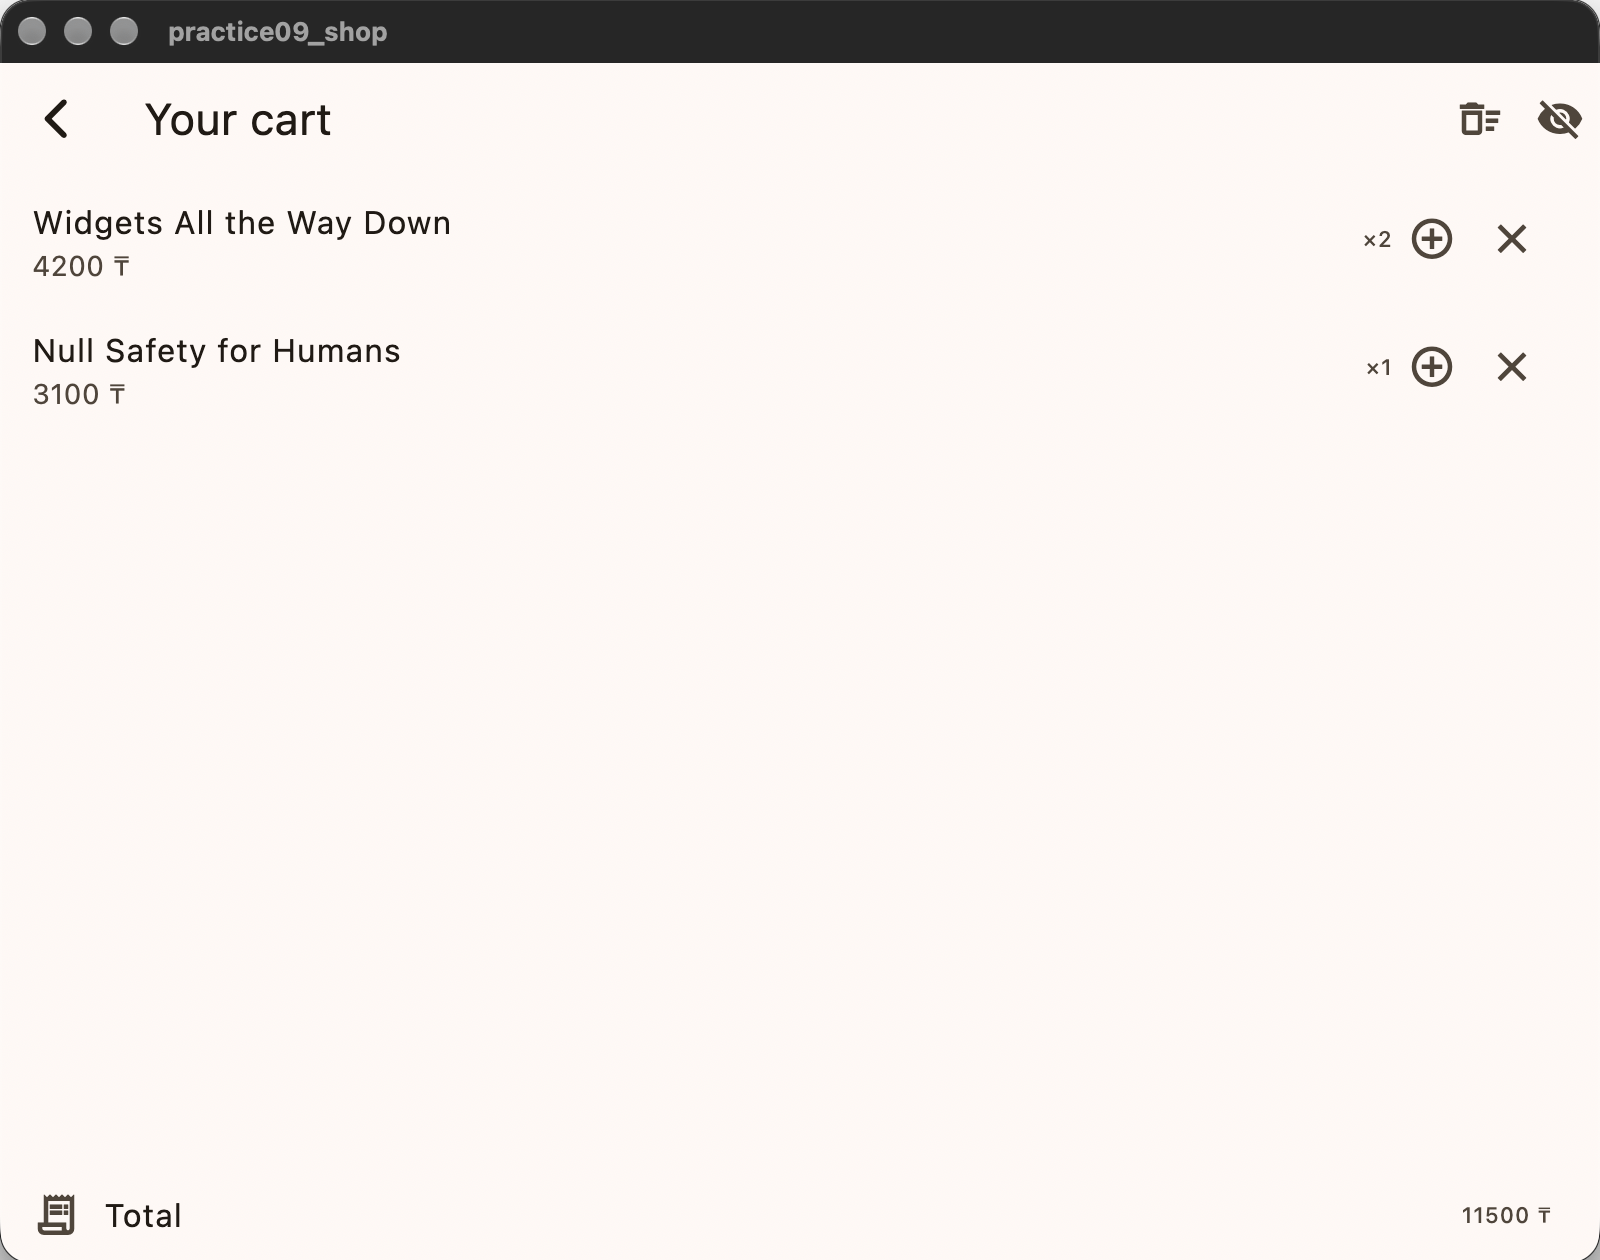 practice09_shop
Your cart
Widgets All the Way Down
4200 ₸
×2
Null Safety for Humans
3100 ₸
×1
Total
11500 ₸